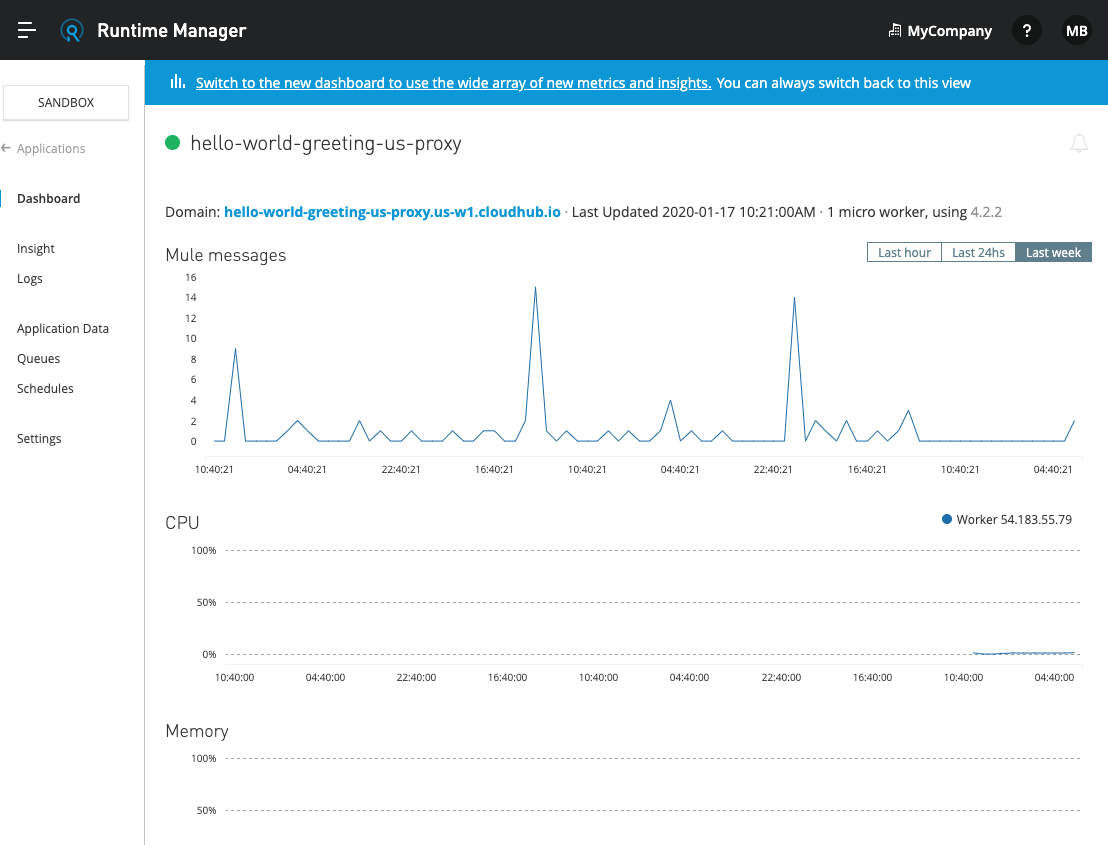 Runtime Manager
MyCompany
?
MB
SANDBOX
Applications
Dashboard
Insight
Logs
Application Data
Queues
Schedules
Settings
Switch to the new dashboard to use the wide array of new metrics and insights. You can always switch back to this view
hello-world-greeting-us-proxy
Domain: hello-world-greeting-us-proxy.us-w1.cloudhub.io · Last Updated 2020-01-17 10:21:00AM · 1 micro worker, using 4.2.2
Mule messages
Last hour Last 24hs Last week
16
14
12
10
8
6
4
2
0
10:40:21 04:40:21 22:40:21 16:40:21 10:40:21 04:40:21 22:40:21 16:40:21 10:40:21 04:40:21
CPU
Worker 54.183.55.79
100%
50%
0%
10:40:00 04:40:00 22:40:00 16:40:00 10:40:00 04:40:00 22:40:00 16:40:00 10:40:00 04:40:00
Memory
100%
50%